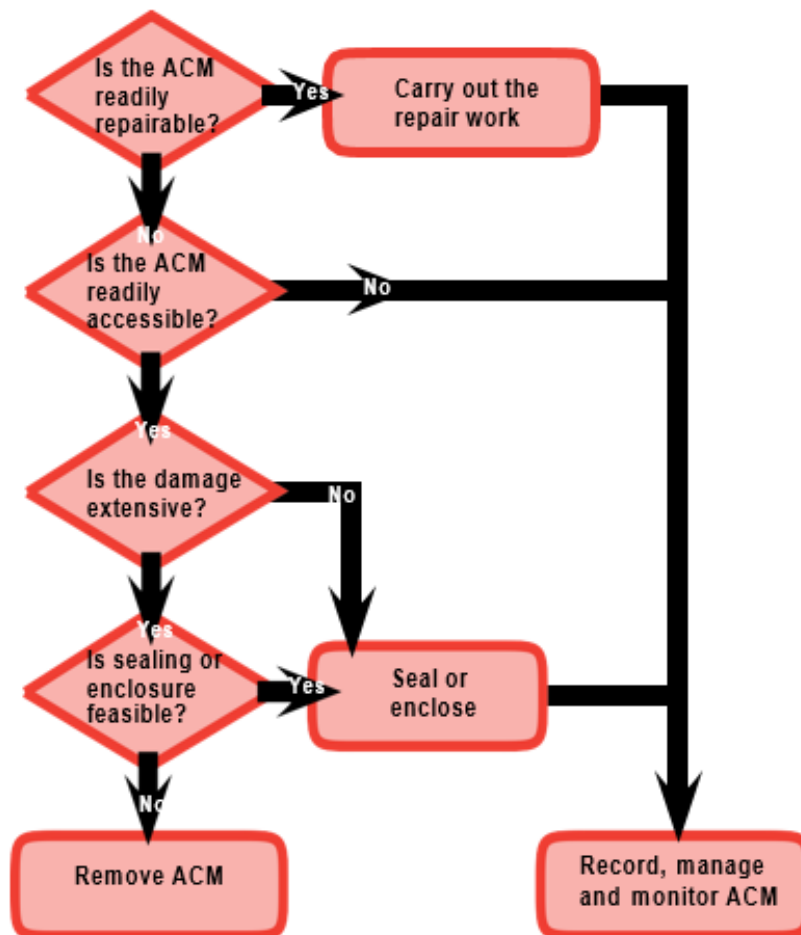 Is the ACM
readily
repairable?
Yes
Carry out the
repair work
No
Is the ACM
readily
accessible?
No
Yes
Is the damage
extensive?
No
Yes
Is sealing or
enclosure
feasible?
Yes
Seal or
enclose
No
Remove ACM
Record, manage
and monitor ACM